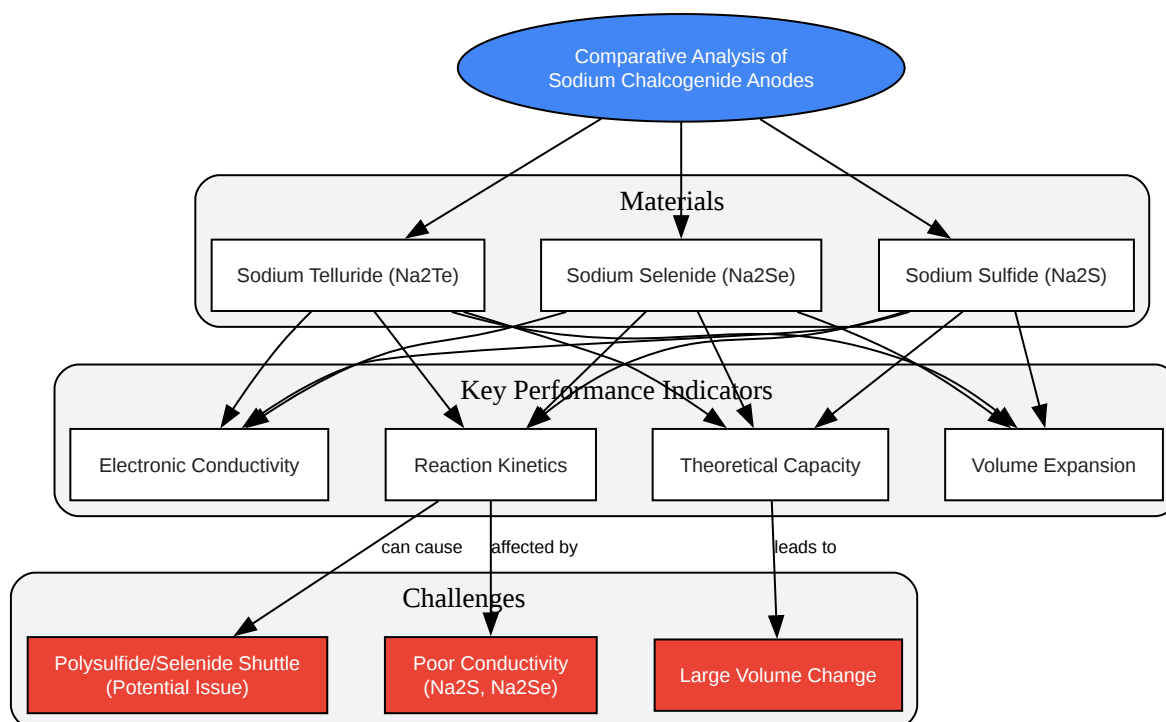 Comparative Analysis of
Sodium Chalcogenide Anodes
Materials
Sodium Telluride (Na2Te)
Sodium Selenide (Na2Se)
Sodium Sulfide (Na2S)
Key Performance Indicators
Electronic Conductivity
Reaction Kinetics
Theoretical Capacity
Volume Expansion
can cause
affected by
leads to
Challenges
Polysulfide/Selenide Shuttle
(Potential Issue)
Poor Conductivity
(Na2S, Na2Se)
Large Volume Change